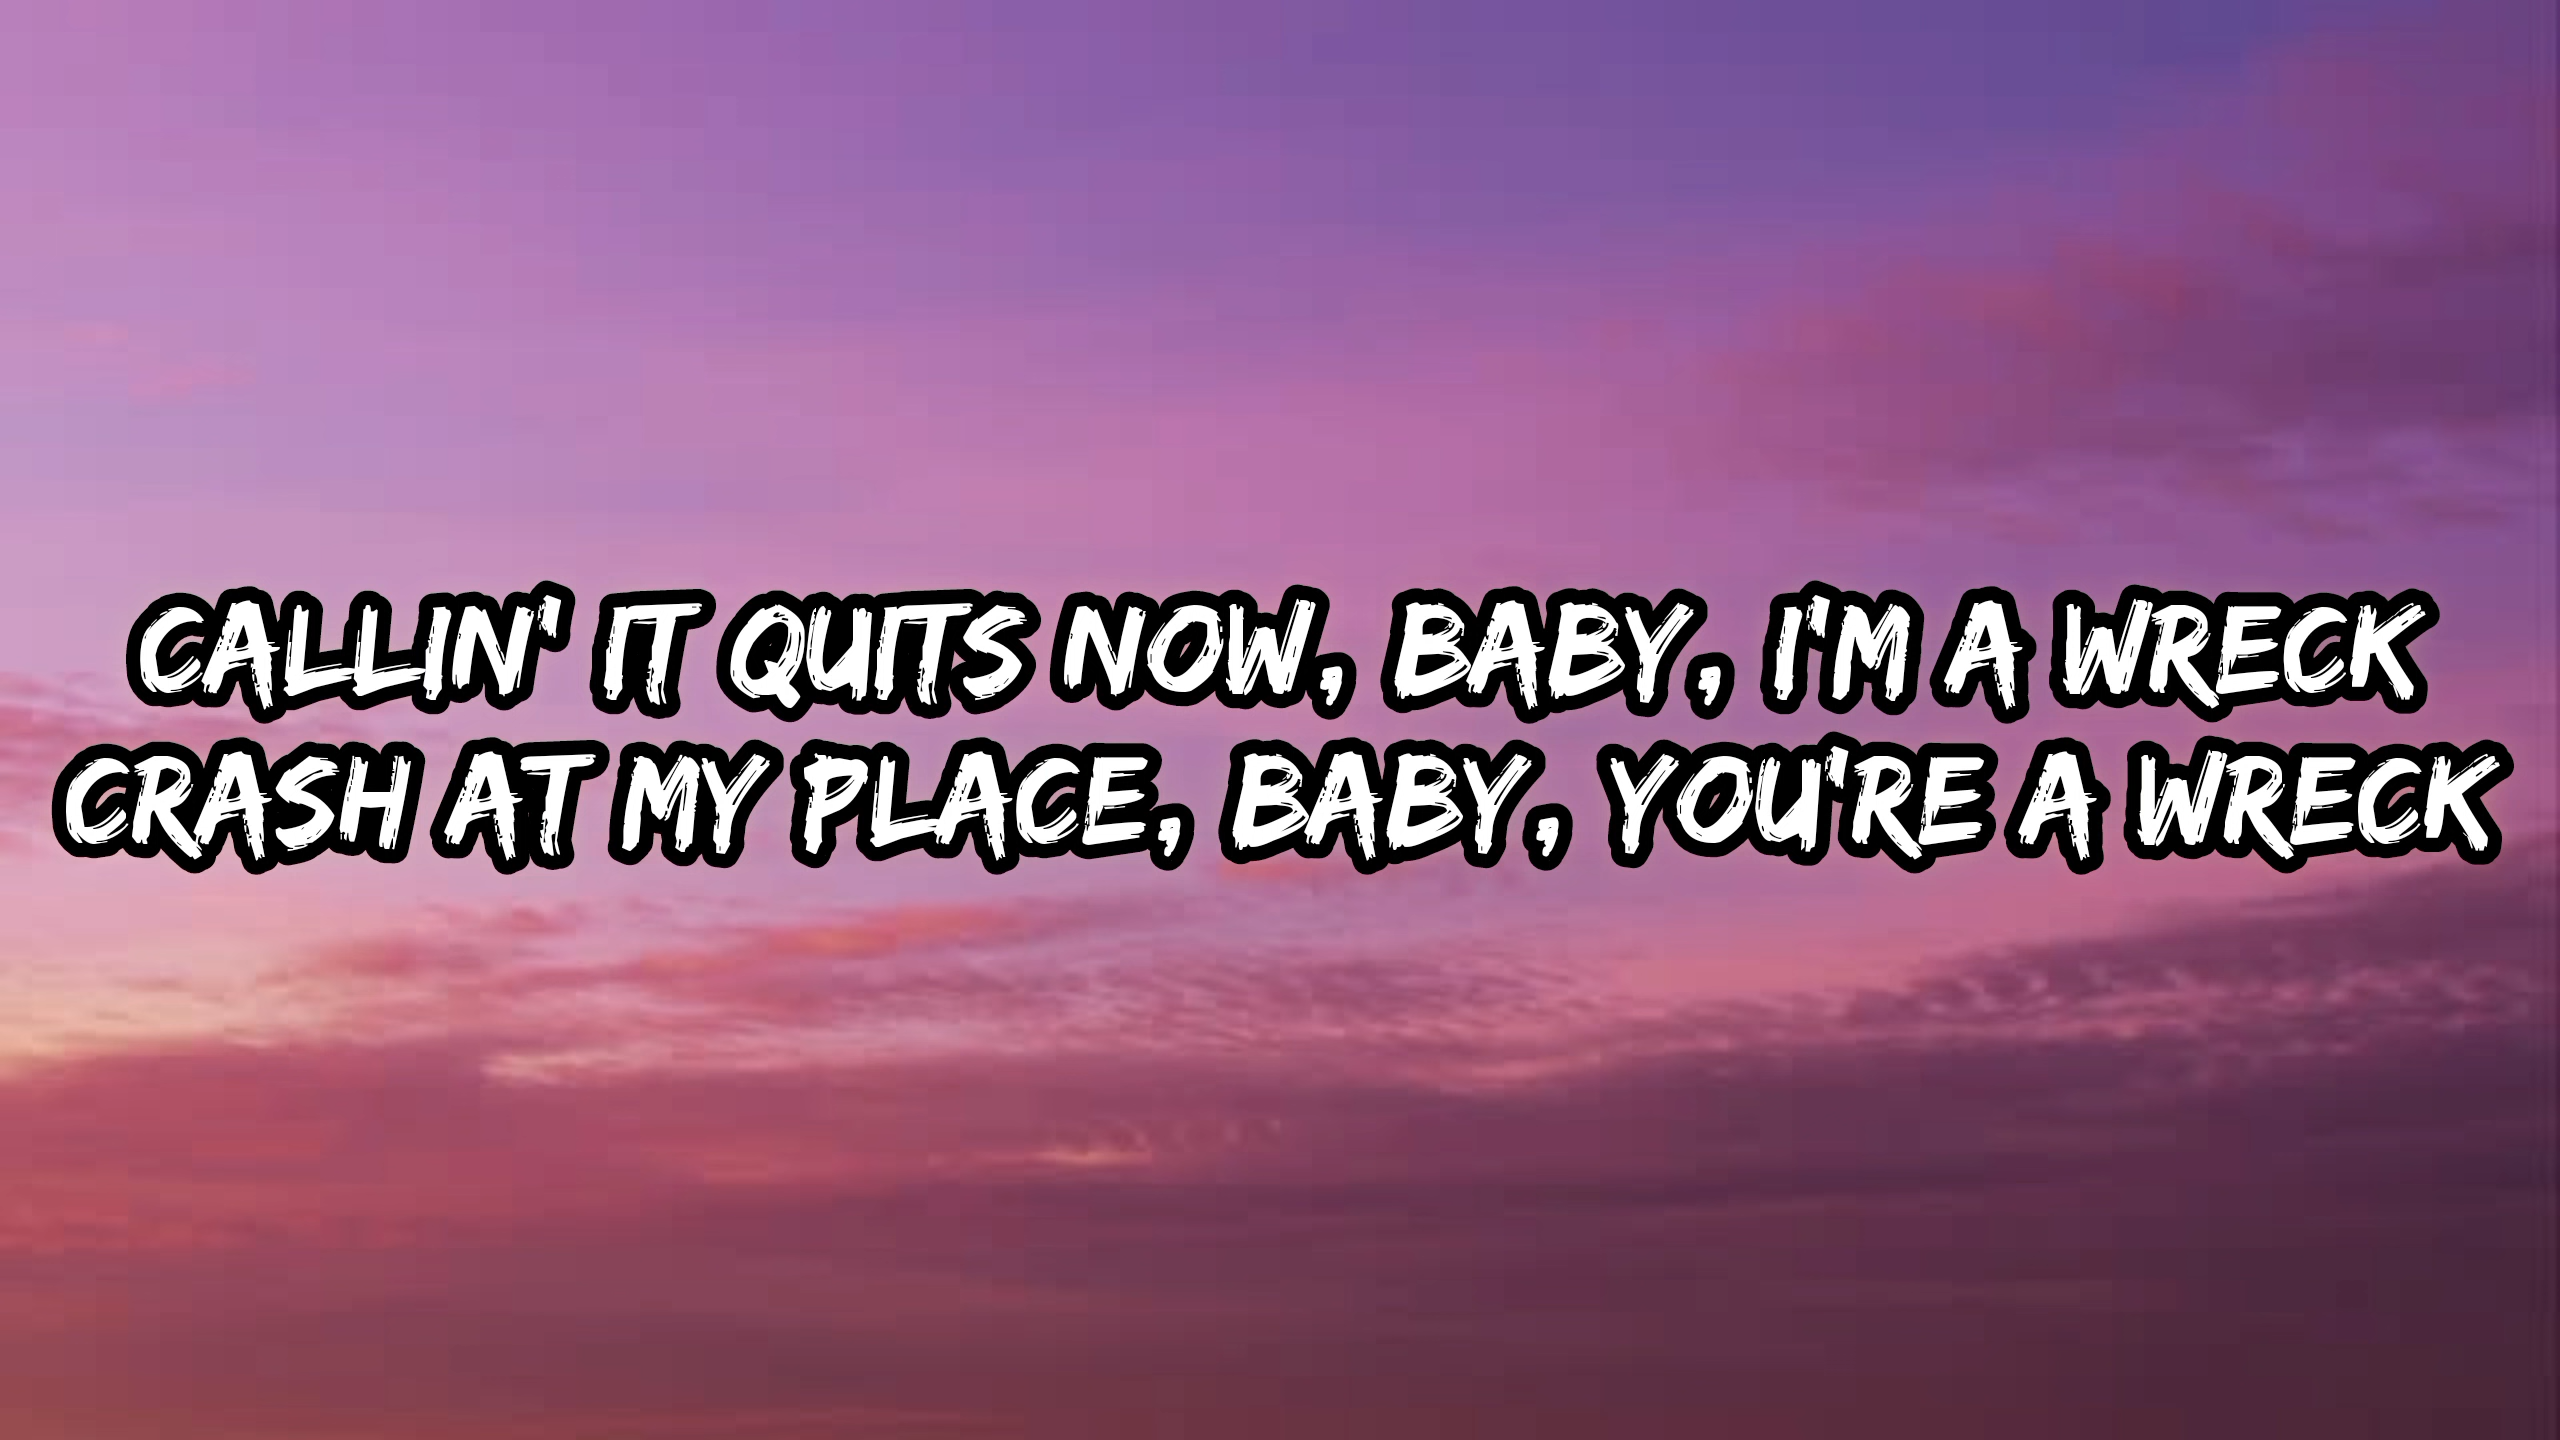 CALLIN' IT QUITS NOW, BABY, I'M A WRECK
CRASH AT MY PLACE, BABY, YOU'RE A WRECK